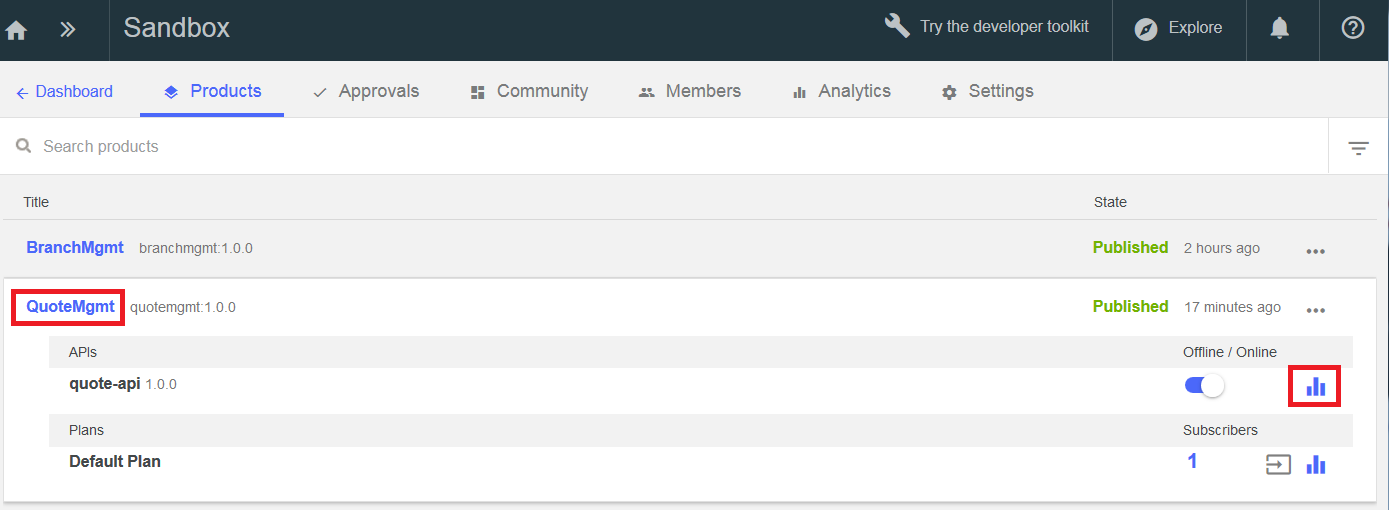 Sandbox Try the developer toolkit Explore
Dashboard Products Approvals Community Members Analytics Settings
Search products
Title State
BranchMgmt branchmgmt:1.0.0 Published 2 hours ago
QuoteMgmt quotemgmt:1.0.0 Published 17 minutes ago
APIs Offline / Online
quote-api 1.0.0
Plans Subscribers
Default Plan 1